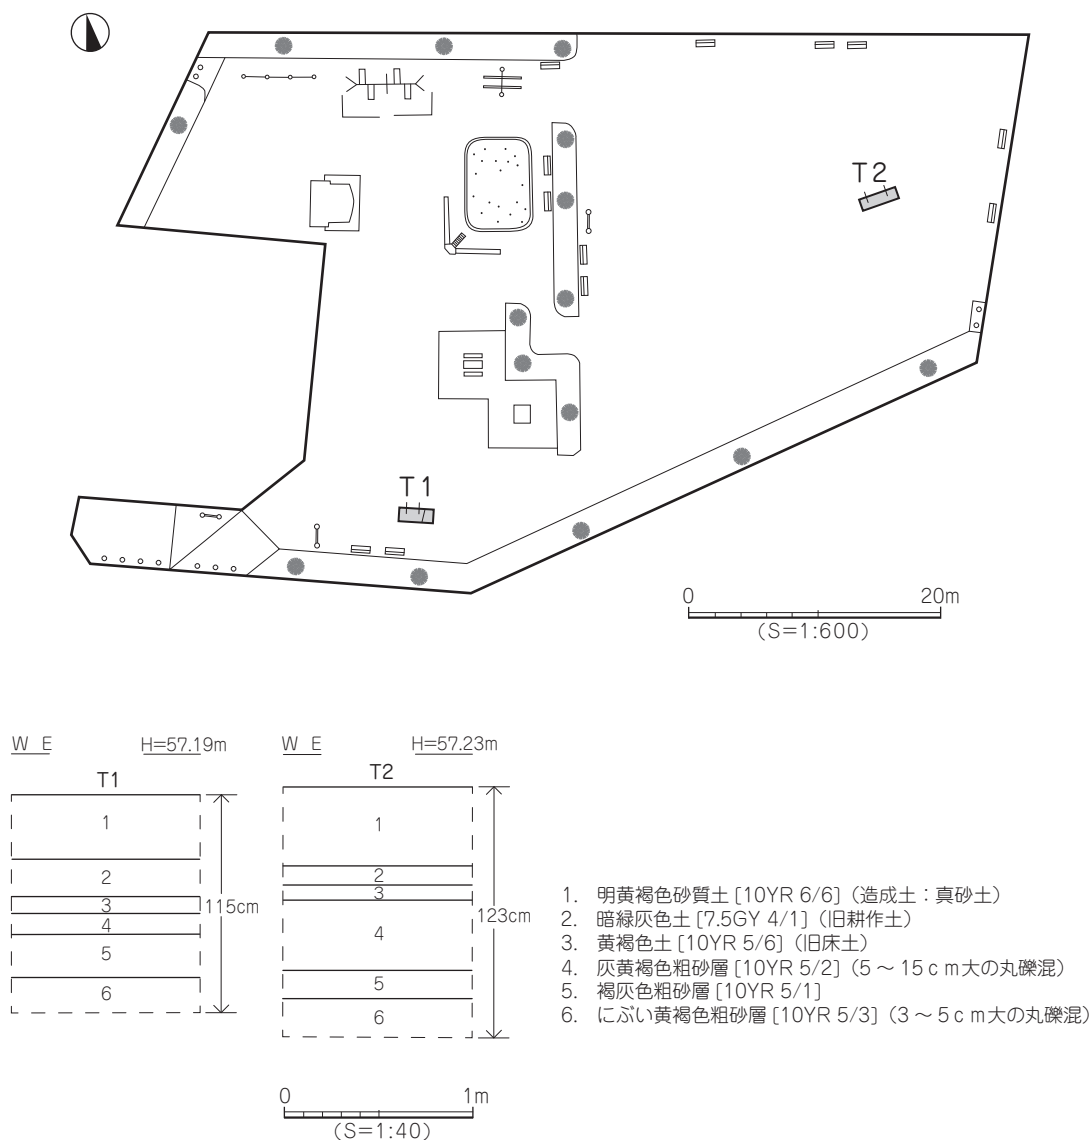 T2
T1
0 20m
(S=1:600)
W E H=57.19m
T1
1
2
3
4
5
6
115cm
W E H=57.23m
T2
1
2
3
4
5
6
123cm
0 1m
(S=1:40)
1. 明黄褐色砂質土 [10YR 6/6]（造成土：真砂土）
2. 暗緑灰色土 [7.5GY 4/1]（旧耕作土）
3. 黄褐色土 [10YR 5/6]（旧床土）
4. 灰黄褐色粗砂層 [10YR 5/2]（5～15ｃｍ大の丸礫混）
5. 褐灰色粗砂層 [10YR 5/1]
6. にぶい黄褐色粗砂層 [10YR 5/3]（3～5ｃｍ大の丸礫混）